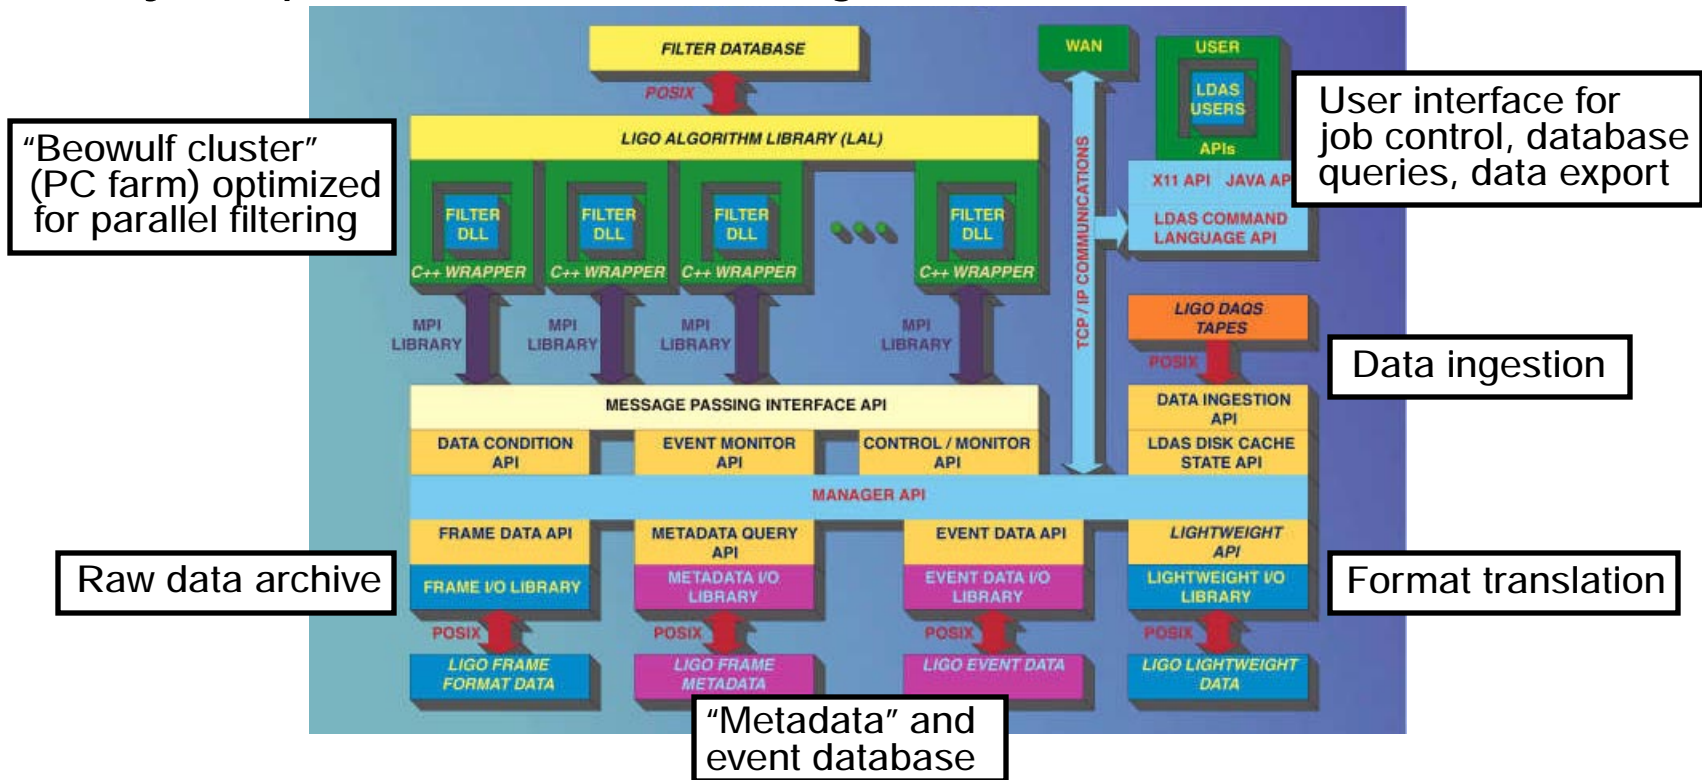 FILTER DATABASE
WAN
USER
LDAS
USERS
APIs
POSIX
User interface for
job control, database
queries, data export
"Beowulf cluster"
(PC farm) optimized
for parallel filtering
LIGO ALGORITHM LIBRARY (LAL)
X11 API JAVA AP
LDAS COMMAND
LANGUAGE API
FILTER
DLL
C++ WRAPPER
FILTER
DLL
C++ WRAPPER
FILTER
DLL
C++ WRAPPER
FILTER
DLL
C++ WRAPPER
TCP / IP COMMUNICATIONS
MPI
LIBRARY
MPI
LIBRARY
MPI
LIBRARY
MPI
LIBRARY
LIGO DAQS
TAPES
POSIX
Data ingestion
MESSAGE PASSING INTERFACE API
DATA INGESTION
API
DATA CONDITION
API
EVENT MONITOR
API
CONTROL / MONITOR
API
LDAS DISK CACHE
STATE API
MANAGER API
FRAME DATA API
METADATA QUERY
API
EVENT DATA API
LIGHTWEIGHT
API
Raw data archive
FRAME I/O LIBRARY
METADATA I/O
LIBRARY
EVENT DATA I/O
LIBRARY
LIGHTWEIGHT I/O
LIBRARY
Format translation
POSIX
POSIX
POSIX
POSIX
LIGO FRAME
FORMAT DATA
LIGO FRAME
METADATA
LIGO EVENT DATA
LIGO LIGHTWEIGHT
DATA
"Metadata" and
event database